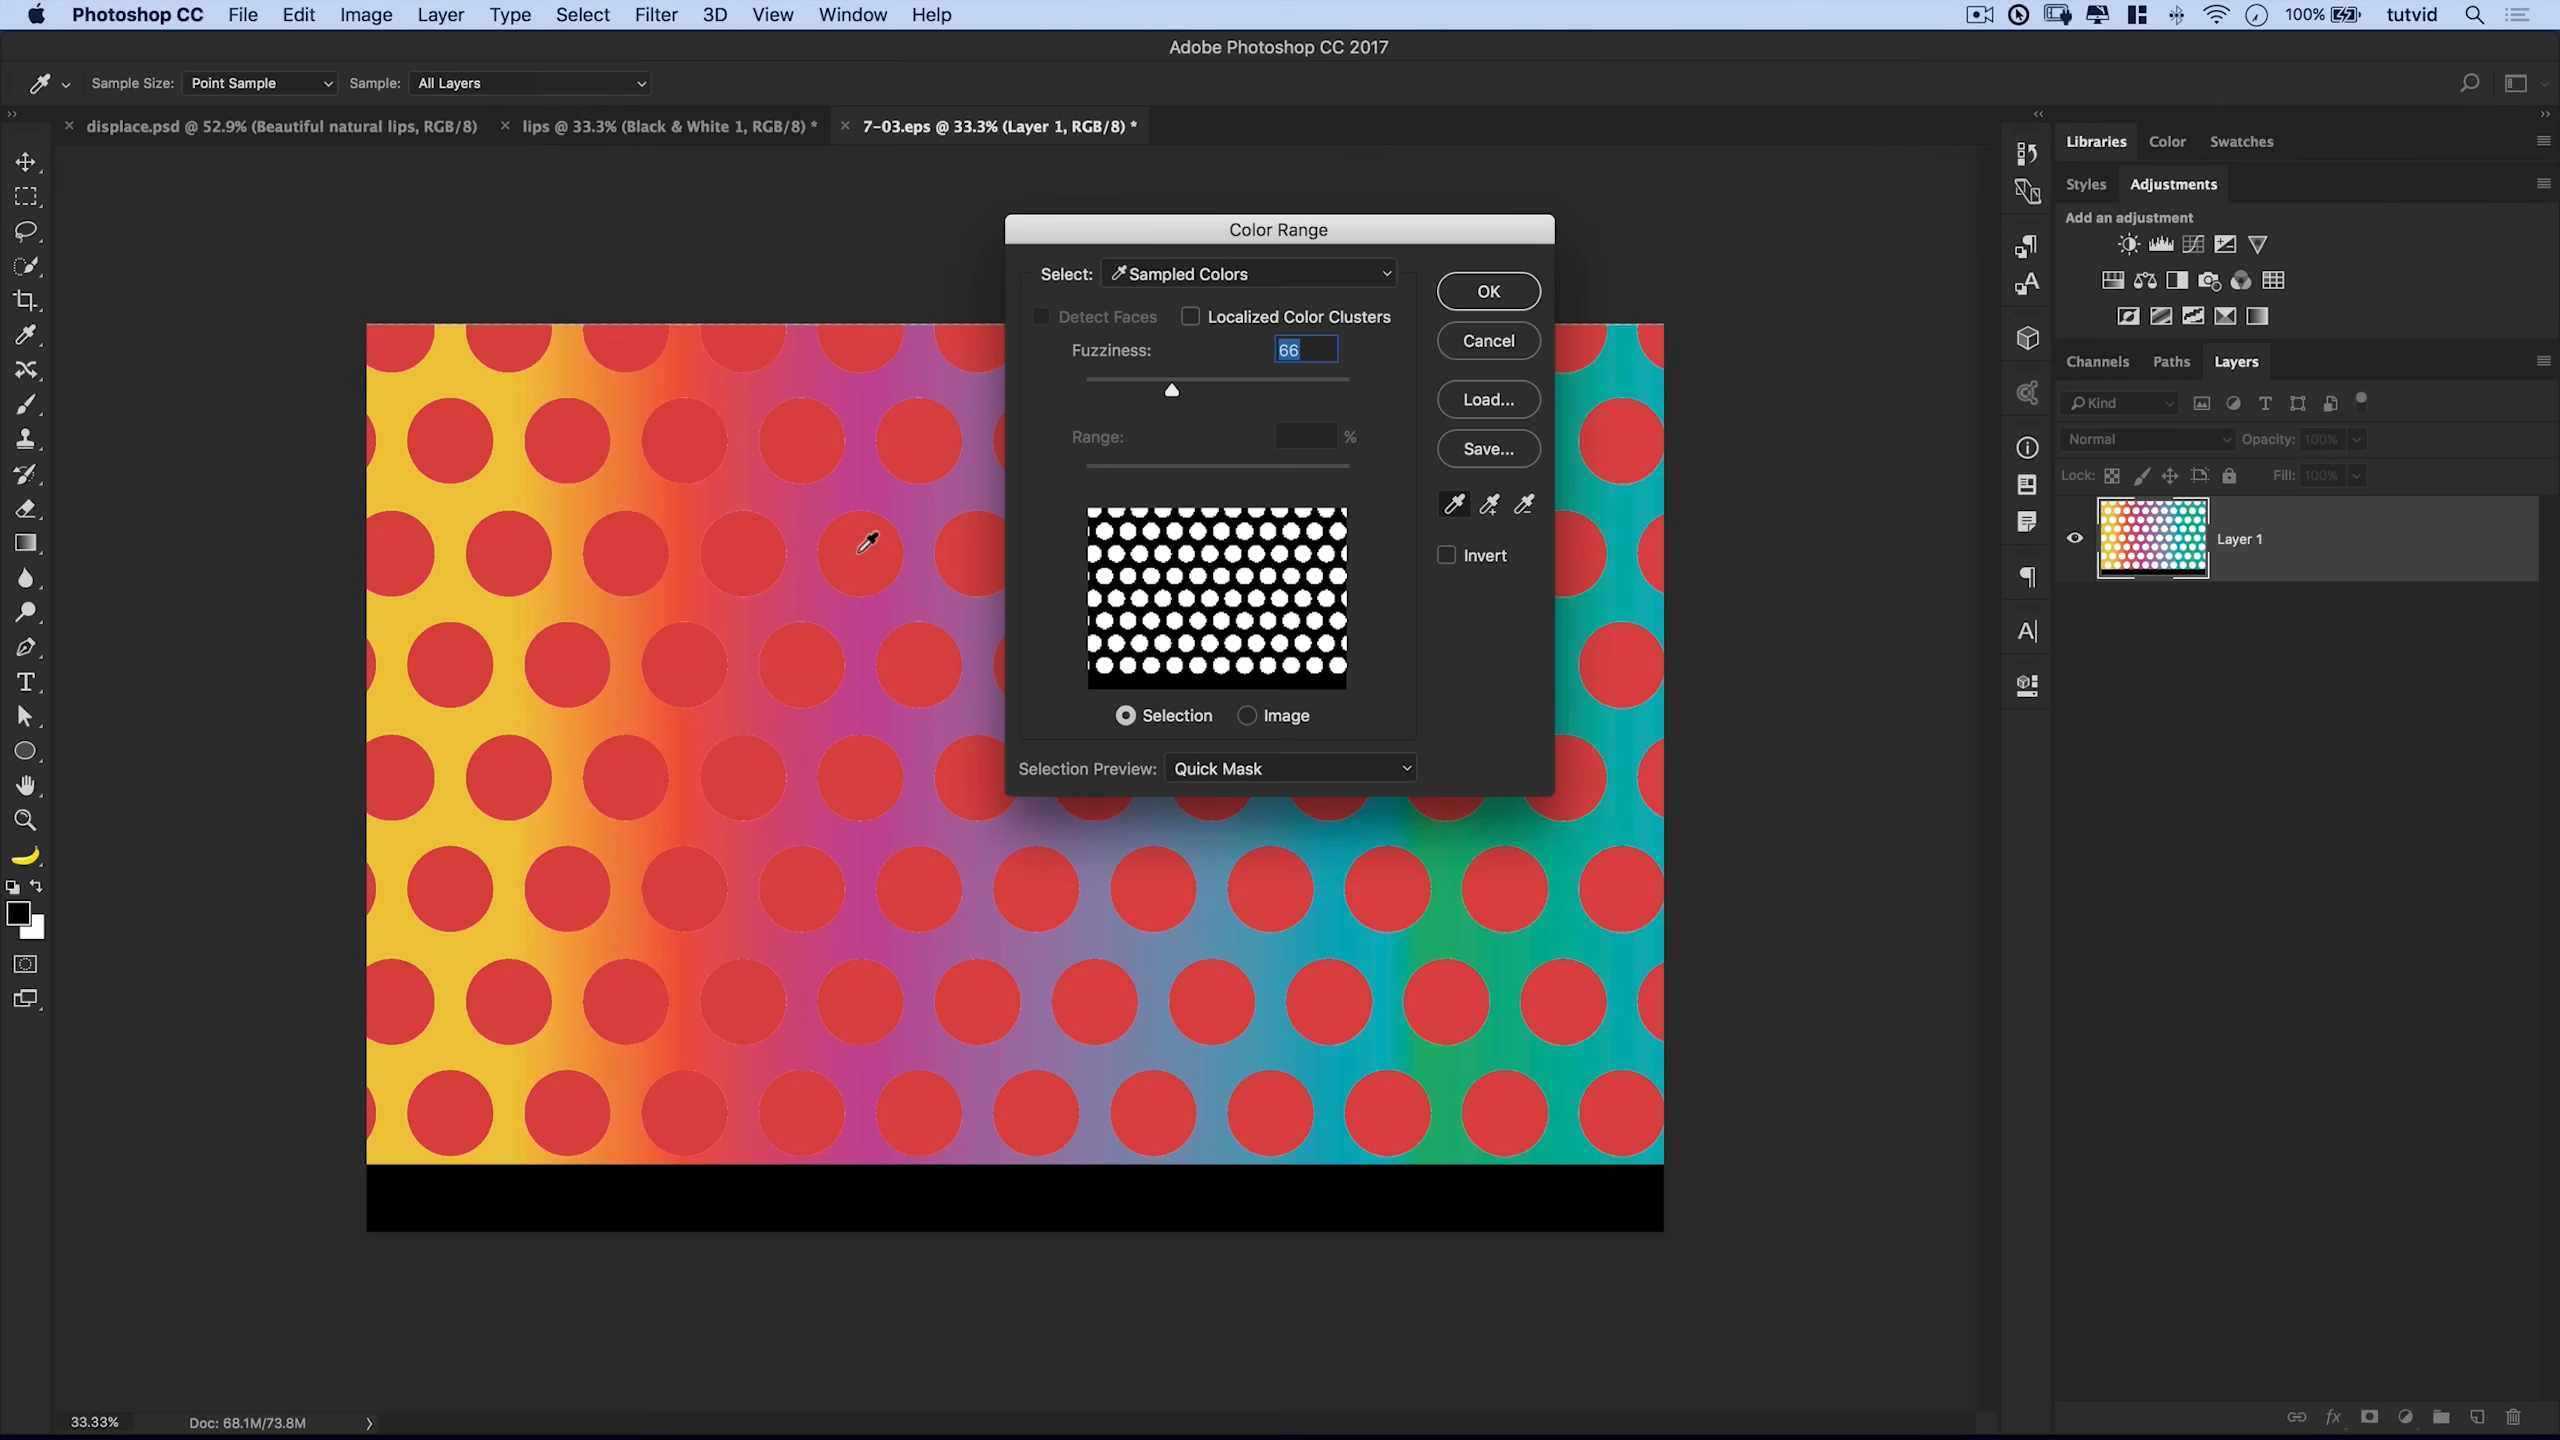 Photoshop CC File Edit Image Layer Type Select Filter 3D View Window Help 100% tutvid
Adobe Photoshop CC 2017
Sample Size: Point Sample Sample: All Layers
displace.psd @ 52.9% (Beautiful natural lips, RGB/8) lips @ 33.3% (Black & White 1, RGB/8) * 7-03.eps @ 33.3% (Layer 1, RGB/8) *
Libraries Color Swatches
Styles Adjustments
Add an adjustment
Color Range
Select: Sampled Colors
OK
Detect Faces Localized Color Clusters
Cancel
Fuzziness: 66
Load...
Range: %
Save...
Invert
Selection Image
Selection Preview: Quick Mask
Channels Paths Layers
Kind
Normal Opacity: 100%
Lock: Fill: 100%
Layer 1
33.33% Doc: 68.1M/73.8M